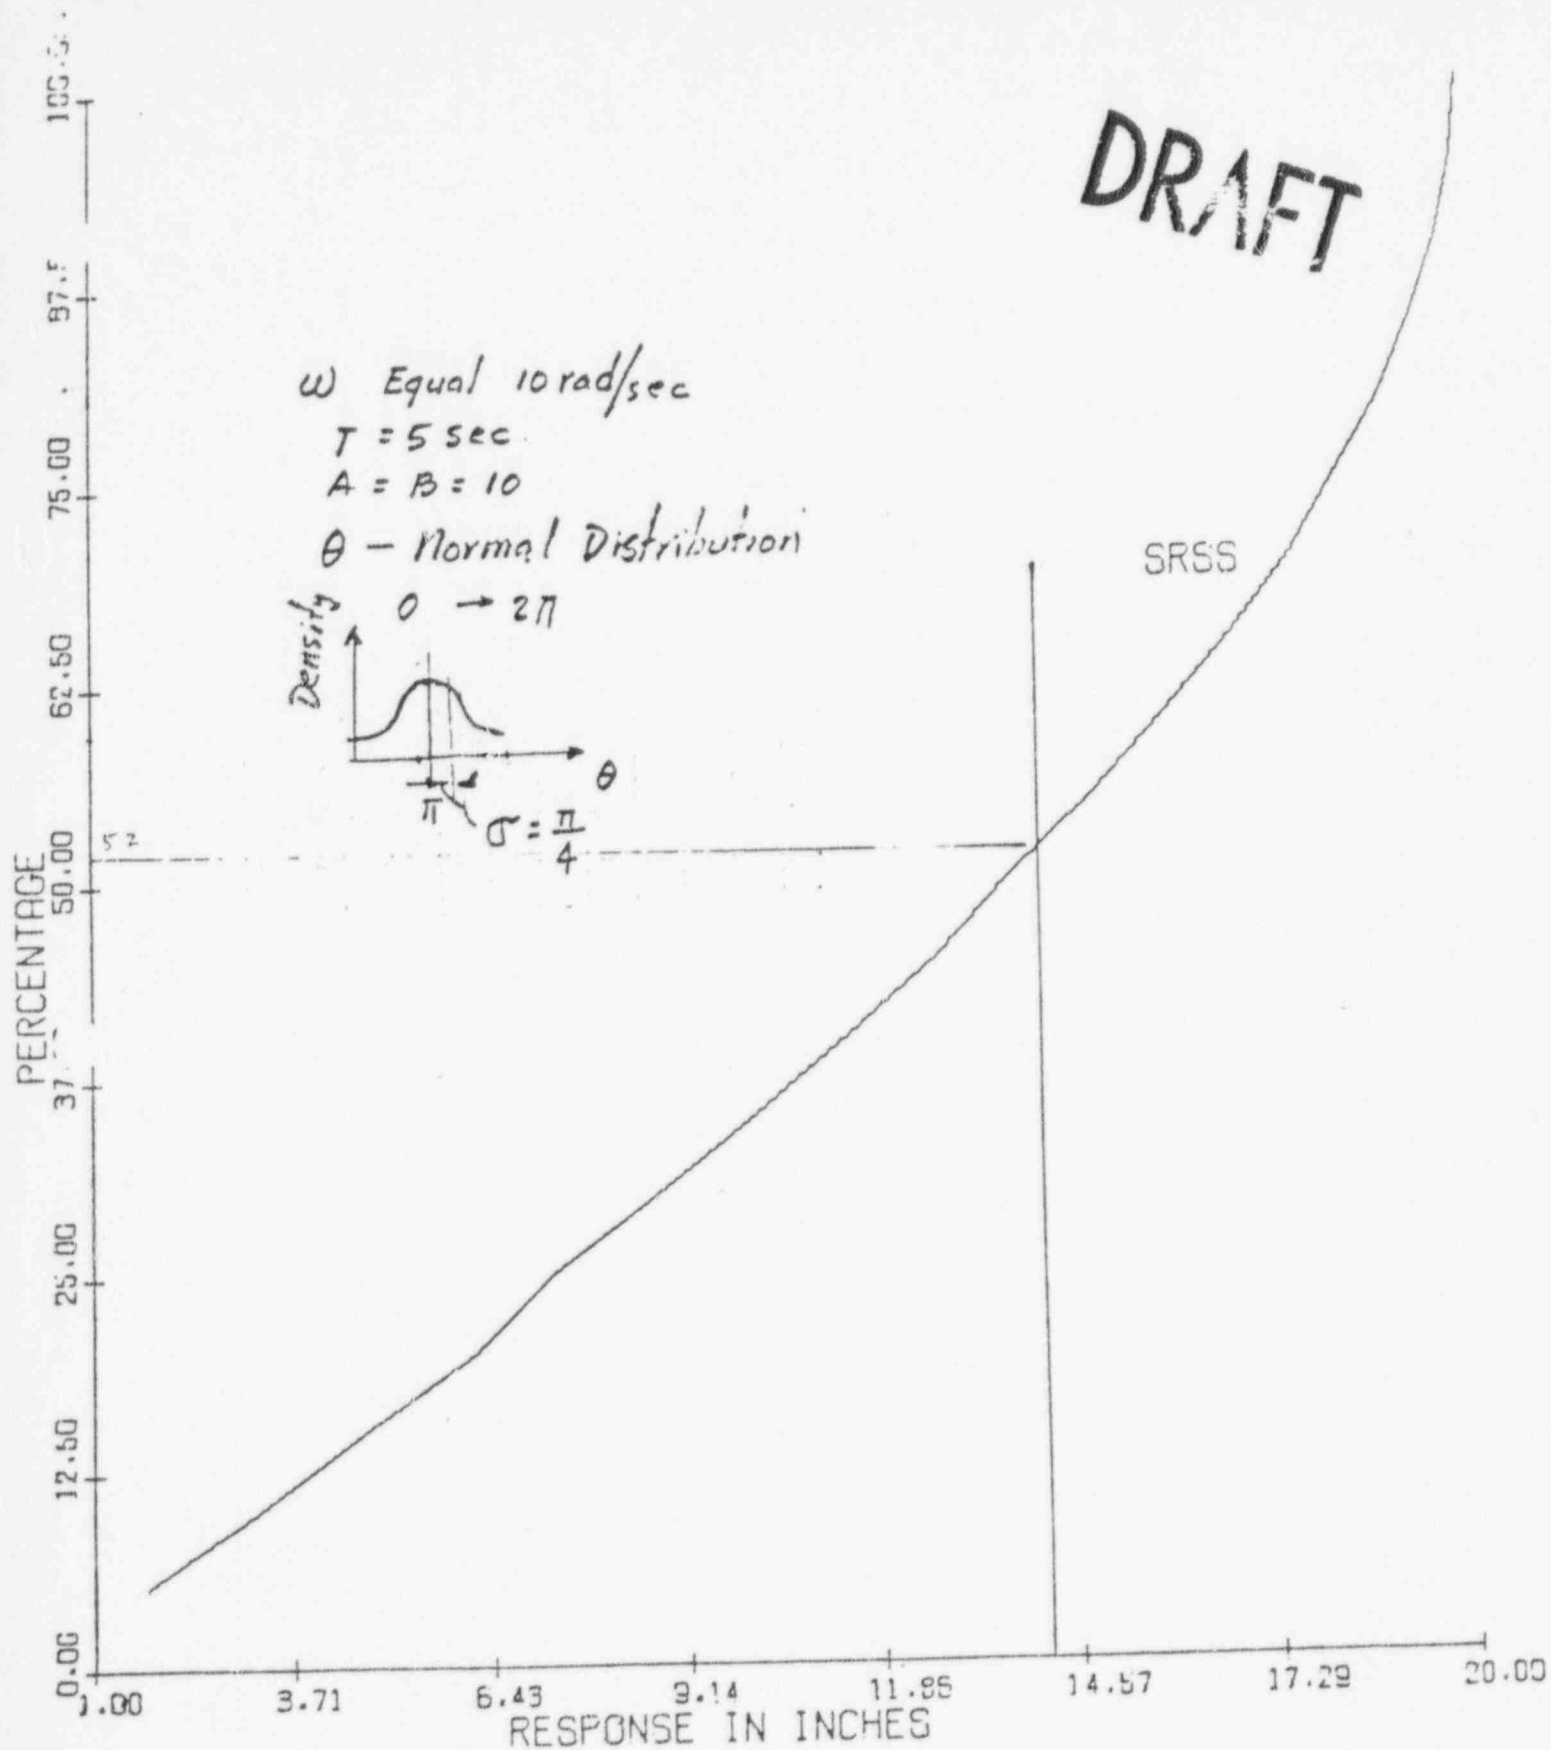 DRAFT
ω Equal 10 rad/sec
T = 5 sec
A = B = 10
θ - Normal Distribution
0 → 2π
Density
θ
π
σ = π/4
SRSS
52
PERCENTAGE
75.00
62.50
50.00
25.00
12.50
0.00
1.00
3.71
6.43
9.14
11.86
14.57
17.29
20.00
RESPONSE IN INCHES